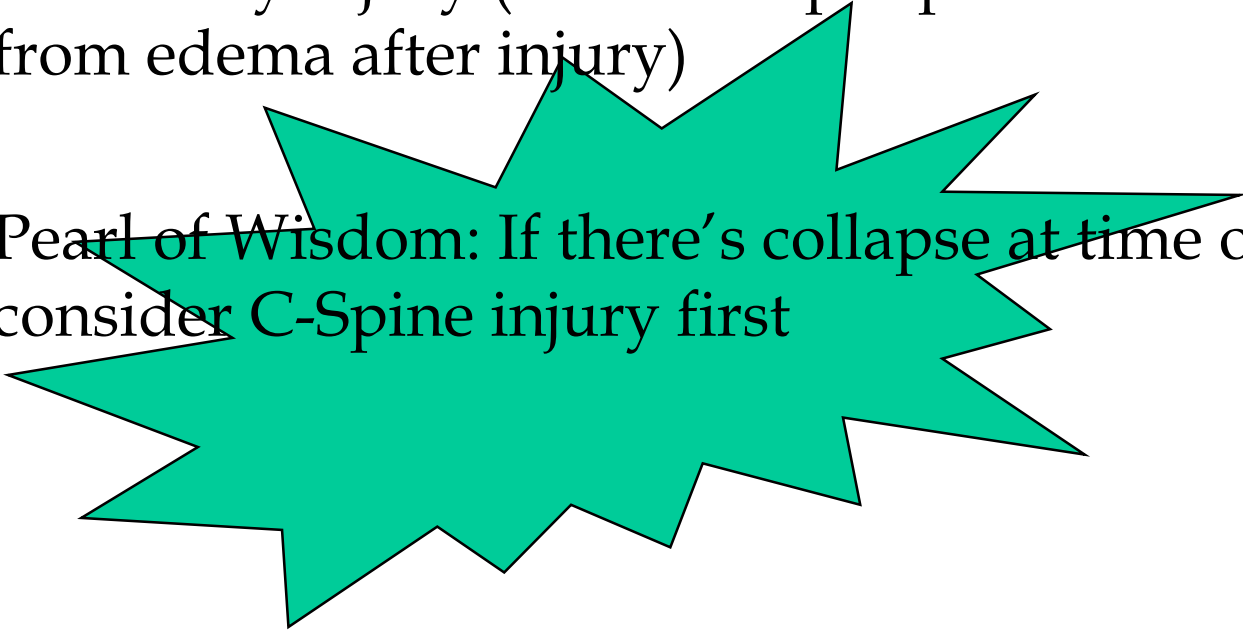 from edema after injury)
Pearl of Wisdom: If there’s collapse at time
consider C-Spine injury first